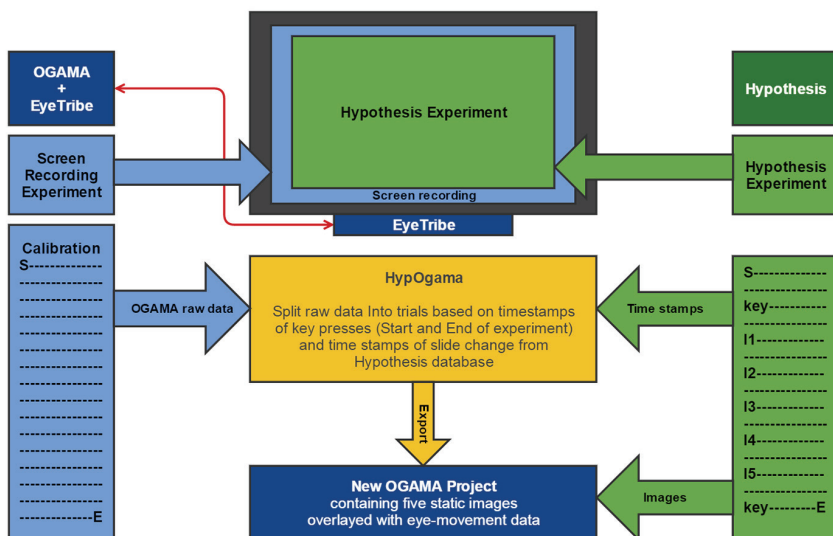 OGAMA
+
EyeTribe
Screen
Recording
Experiment
Hypothesis Experiment
Screen recording
EyeTribe
Hypothesis
Hypothesis
Experiment
Calibration
S--------------
---------------
---------------
---------------
---------------
---------------
---------------
---------------
---------------
---------------
---------------
---------------
---------------
---------------
-------------E
OGAMA raw data
HypOgama
Split raw data Into trials based on timestamps
of key presses (Start and End of experiment)
and time stamps of slide change from
Hypothesis database
Time stamps
S--------------
---------------
key-----------
---------------
I1-------------
---------------
I2-------------
---------------
I3-------------
---------------
I4-------------
---------------
I5-------------
---------------
key---------E
Export
New OGAMA Project
containing five static images
overlayed with eye-movement data
Images